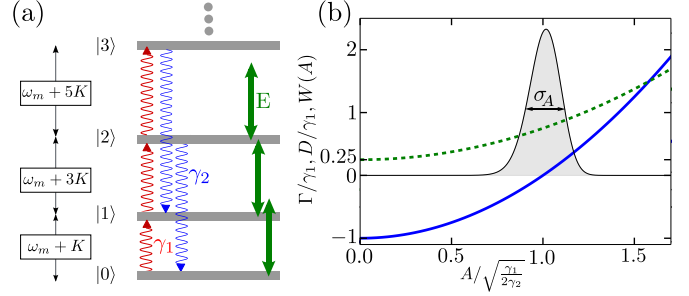 (a)
|3⟩
ω_m + 5K
E
|2⟩
ω_m + 3K
γ_2
|1⟩
ω_m + K
γ_1
|0⟩
(b)
Γ/γ_1, D/γ_1, W(A)
2
1
0.25
0
−1
σ_A
0.0 0.5 1.0 1.5
A/√(γ_1/2γ_2)